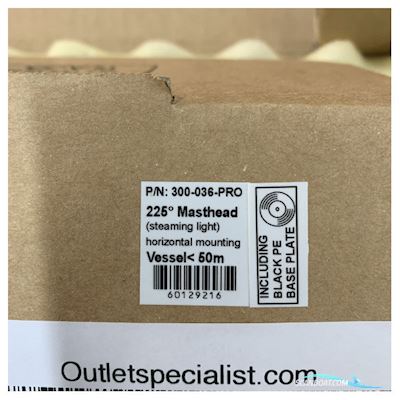 P/N: 300-036-PRO
225° Masthead
(steaming light)
horizontal mounting
Vessel< 50m
60129216
INCLUDING
BLACK PE
BASE PLATE
Outletspecialist.com